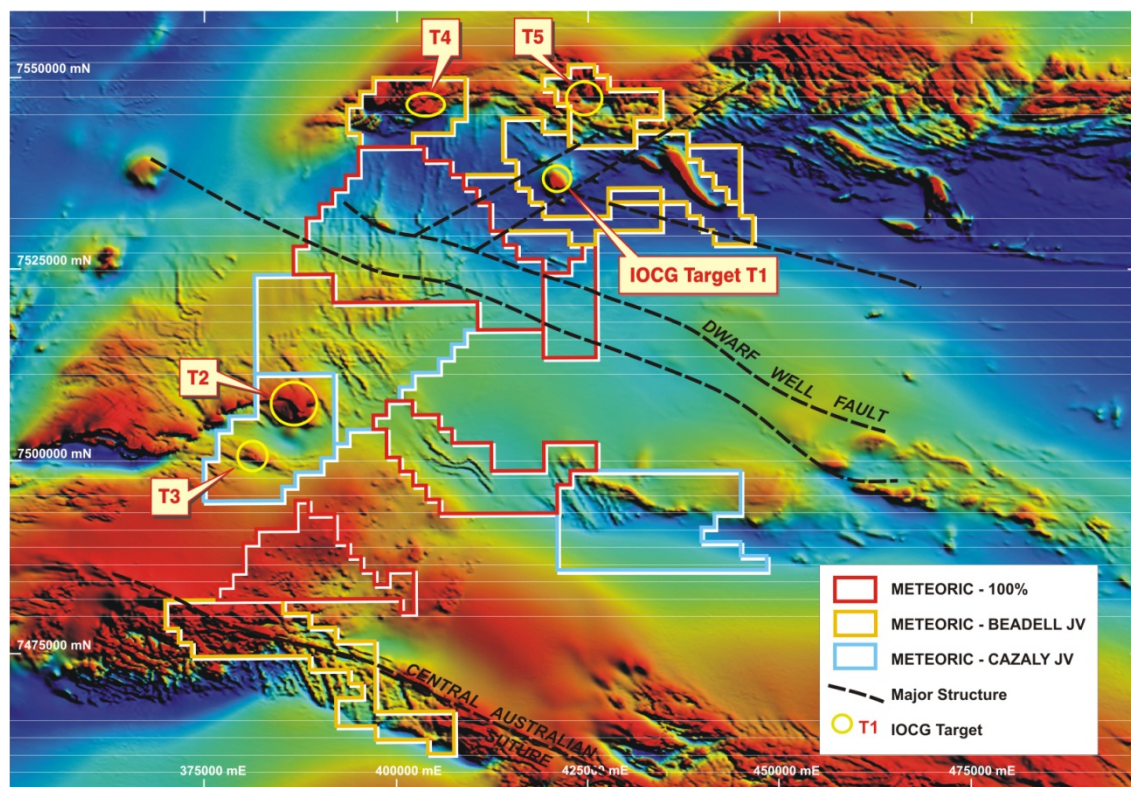 T4
T5
7550000 mN
IOCG Target T1
7525000 mN
DWARF WELL FAULT
T2
7500000 mN
T3
METEORIC - 100%
METEORIC - BEADELL JV
METEORIC - CAZALY JV
Major Structure
T1 IOCG Target
7475000 mN
CENTRAL AUSTRALIAN
SUTURE
375000 mE
400000 mE
425000 mE
450000 mE
475000 mE